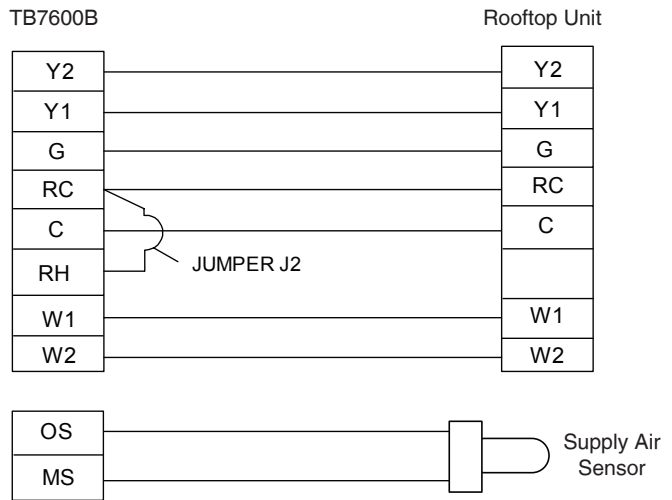 TB7600B
Rooftop Unit
Y2
Y2
Y1
Y1
G
G
RC
RC
C
C
RH
JUMPER J2
W1
W1
W2
W2
OS
MS
Supply Air
Sensor